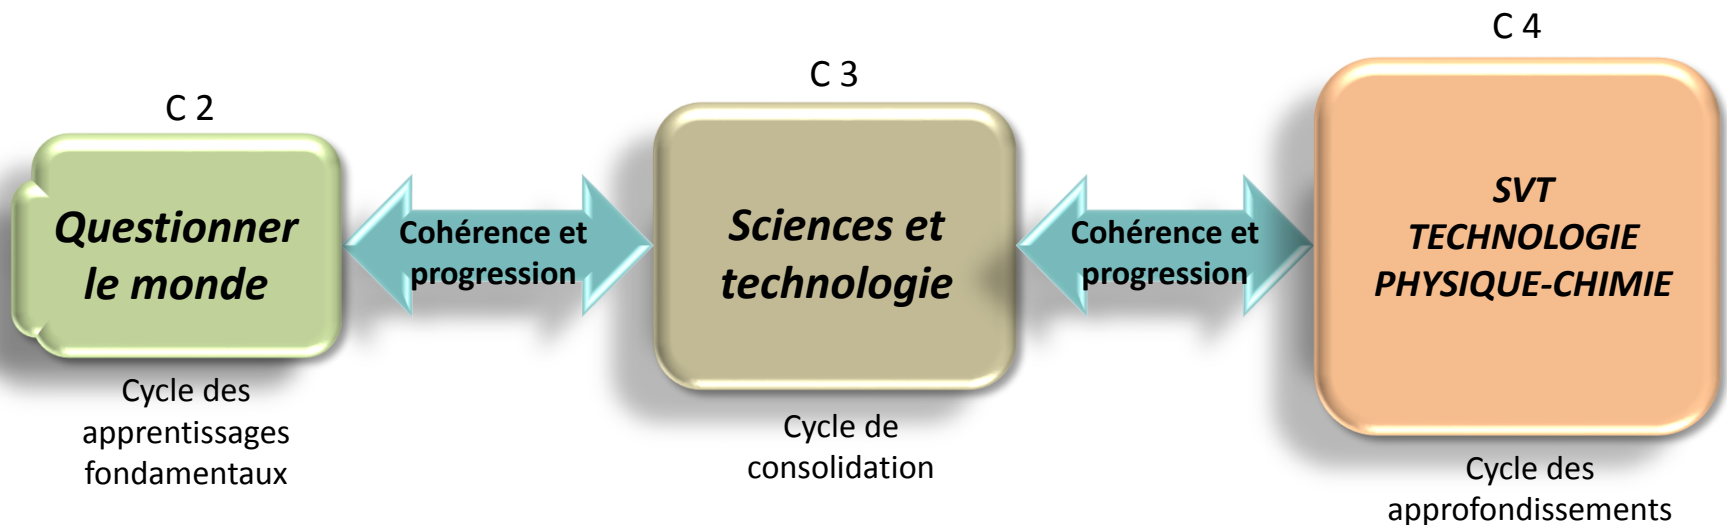 C 2
Questionner
le monde
Cycle des
apprentissages
fondamentaux
Cohérence et
progression
C 3
Sciences et
technologie
Cycle de
consolidation
Cohérence et
progression
C 4
SVT
TECHNOLOGIE
PHYSIQUE-CHIMIE
Cycle des
approfondissements